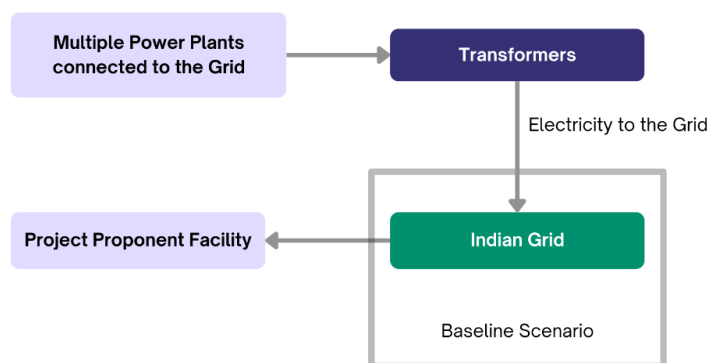 Multiple Power Plants
connected to the Grid
Transformers
Electricity to the Grid
Project Proponent Facility
Indian Grid
Baseline Scenario